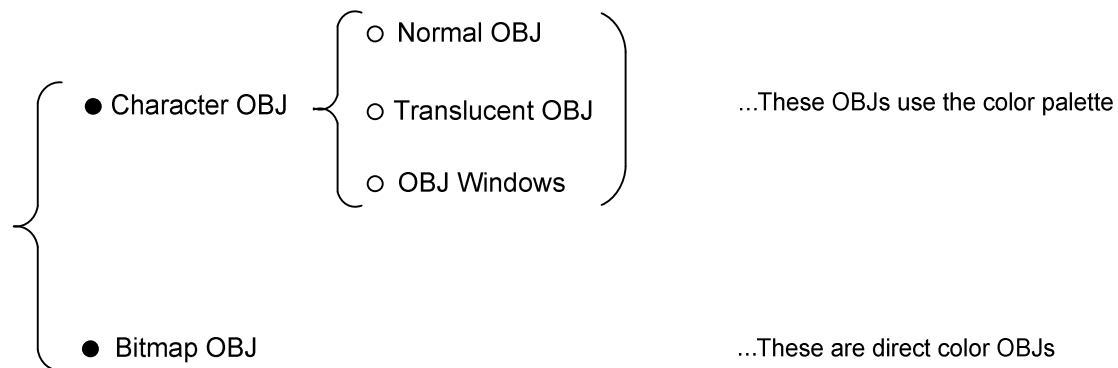 Normal OBJ
Character OBJ
Translucent OBJ
...These OBJs use the color palette
OBJ Windows
Bitmap OBJ
...These are direct color OBJs